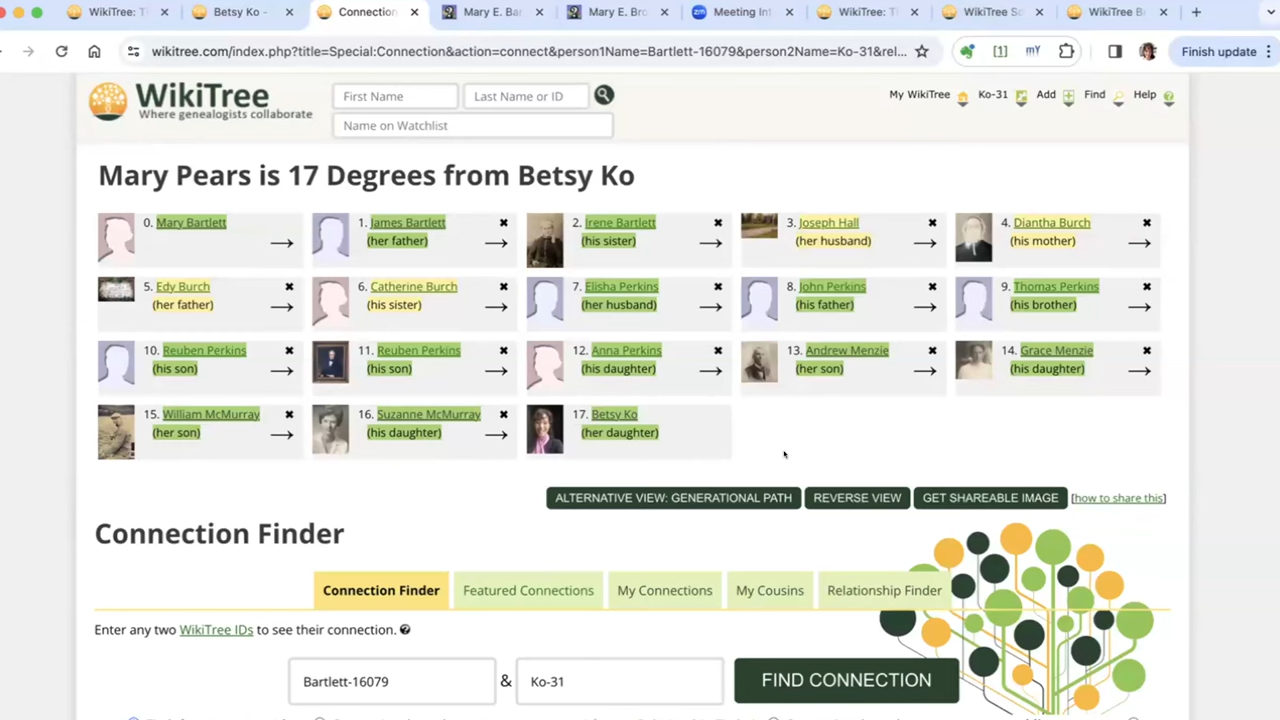 WikiTree: T
Betsy Ko -
Connection
Mary E. Bar
Mary E. Bro
Meeting Inf
WikiTree: Th
WikiTree So
WikiTree Bi
wikitree.com/index.php?title=Special:Connection&action=connect&person1Name=Bartlett-16079&person2Name=Ko-31&rel...
Finish update
WikiTree
Where genealogists collaborate
First Name
Last Name or ID
Name on Watchlist
My WikiTree
Ko-31
Add
Find
Help
Mary Pears is 17 Degrees from Betsy Ko
0. Mary Bartlett
1. James Bartlett
(her father)
2. Irene Bartlett
(his sister)
3. Joseph Hall
(her husband)
4. Diantha Burch
(his mother)
5. Edy Burch
(her father)
6. Catherine Burch
(his sister)
7. Elisha Perkins
(her husband)
8. John Perkins
(his father)
9. Thomas Perkins
(his brother)
10. Reuben Perkins
(his son)
11. Reuben Perkins
(his son)
12. Anna Perkins
(his daughter)
13. Andrew Menzie
(her son)
14. Grace Menzie
(his daughter)
15. William McMurray
(her son)
16. Suzanne McMurray
(his daughter)
17. Betsy Ko
(her daughter)
ALTERNATIVE VIEW: GENERATIONAL PATH
REVERSE VIEW
GET SHAREABLE IMAGE
[how to share this]
Connection Finder
Connection Finder
Featured Connections
My Connections
My Cousins
Relationship Finder
Enter any two WikiTree IDs to see their connection.
Bartlett-16079
&
Ko-31
FIND CONNECTION